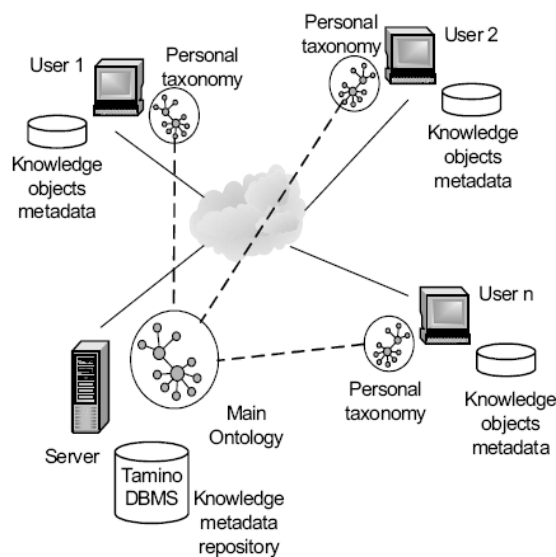 User 1
Personal
taxonomy
Knowledge
objects
metadata
Personal
taxonomy
User 2
Knowledge
objects
metadata
User n
Personal
taxonomy
Knowledge
objects
metadata
Server
Main
Ontology
Tamino
DBMS
Knowledge
metadata
repository